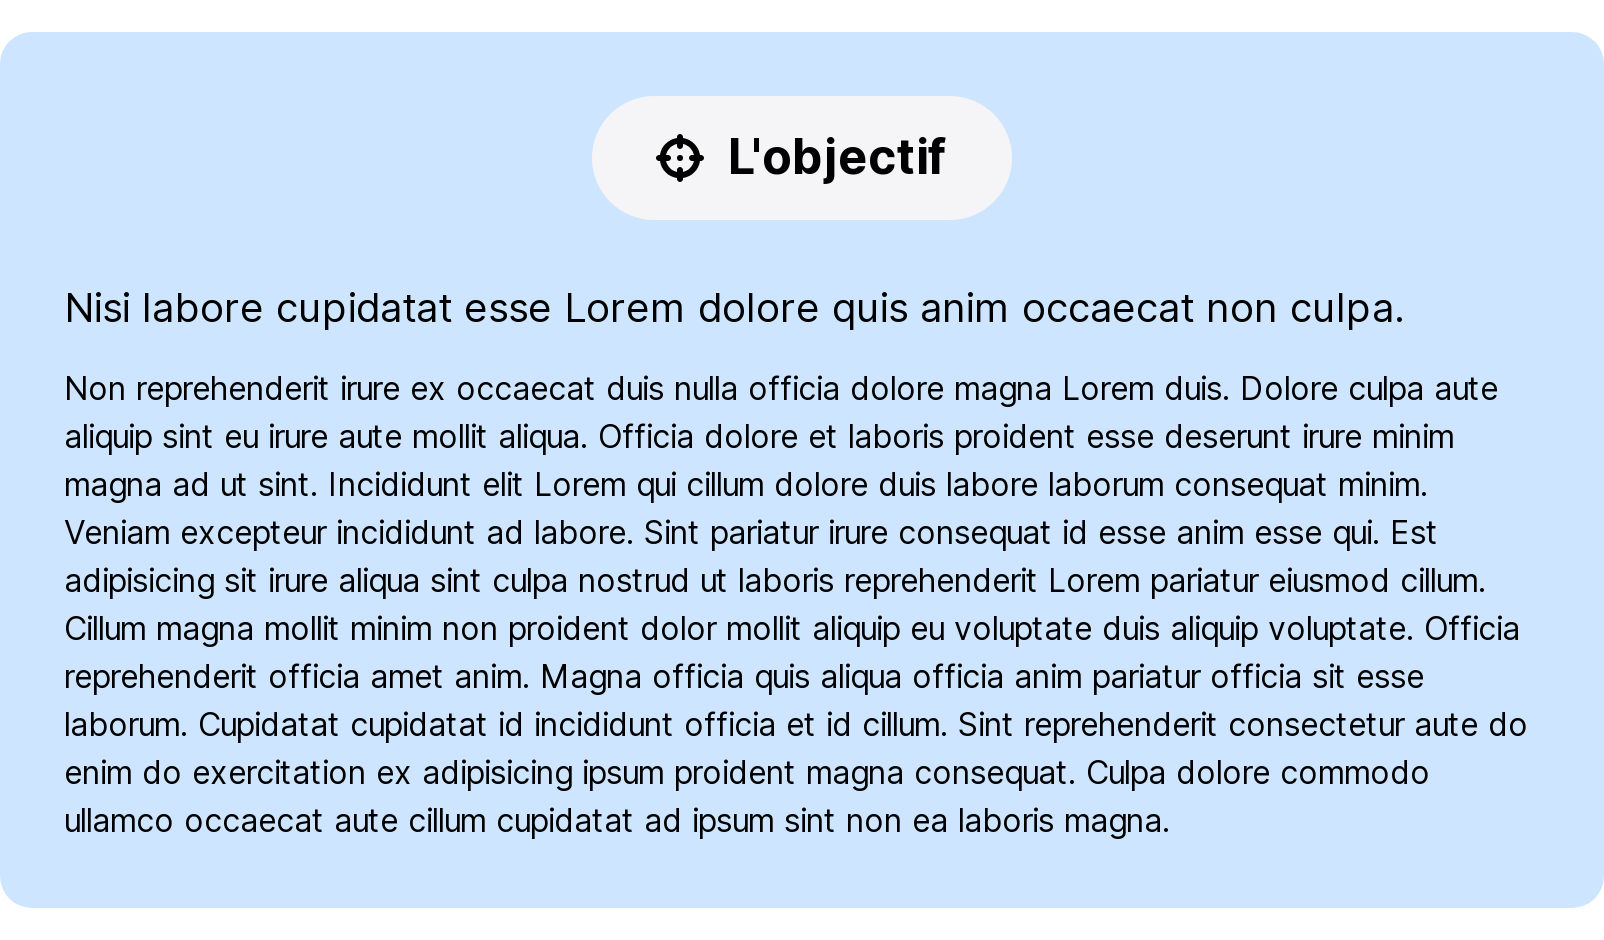 L'objectif
Nisi labore cupidatat esse Lorem dolore quis anim occaecat non culpa.
Non reprehenderit irure ex occaecat duis nulla officia dolore magna Lorem duis. Dolore culpa aute
aliquip sint eu irure aute mollit aliqua. Officia dolore et laboris proident esse deserunt irure minim
magna ad ut sint. Incididunt elit Lorem qui cillum dolore duis labore laborum consequat minim.
Veniam excepteur incididunt ad labore. Sint pariatur irure consequat id esse anim esse qui. Est
adipisicing sit irure aliqua sint culpa nostrud ut laboris reprehenderit Lorem pariatur eiusmod cillum.
Cillum magna mollit minim non proident dolor mollit aliquip eu voluptate duis aliquip voluptate. Officia
reprehenderit officia amet anim. Magna officia quis aliqua officia anim pariatur officia sit esse
laborum. Cupidatat cupidatat id incididunt officia et id cillum. Sint reprehenderit consectetur aute do
enim do exercitation ex adipisicing ipsum proident magna consequat. Culpa dolore commodo
ullamco occaecat aute cillum cupidatat ad ipsum sint non ea laboris magna.